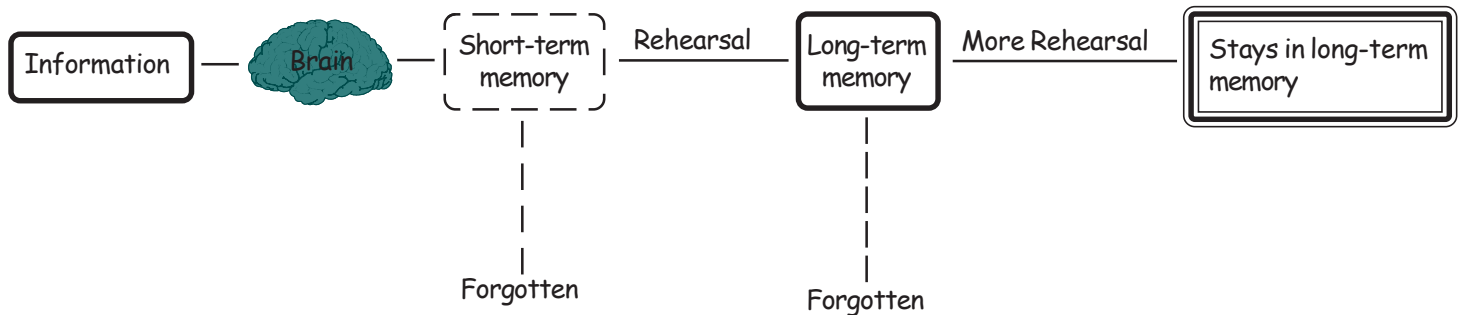 Information
Brain
Short-term
memory
Rehearsal
Long-term
memory
More Rehearsal
Stays in long-term
memory
Forgotten
Forgotten